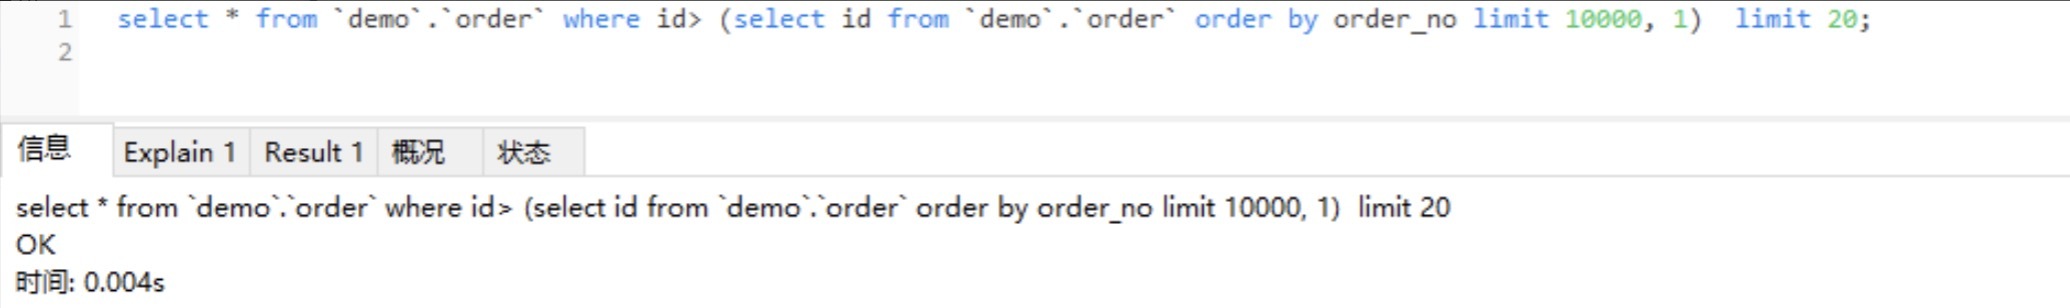 1 select * from `demo`.`order` where id> (select id from `demo`.`order` order by order_no limit 10000, 1)  limit 20;
2
信息 Explain 1 Result 1 概况 状态
select * from `demo`.`order` where id> (select id from `demo`.`order` order by order_no limit 10000, 1)  limit 20
OK
时间: 0.004s